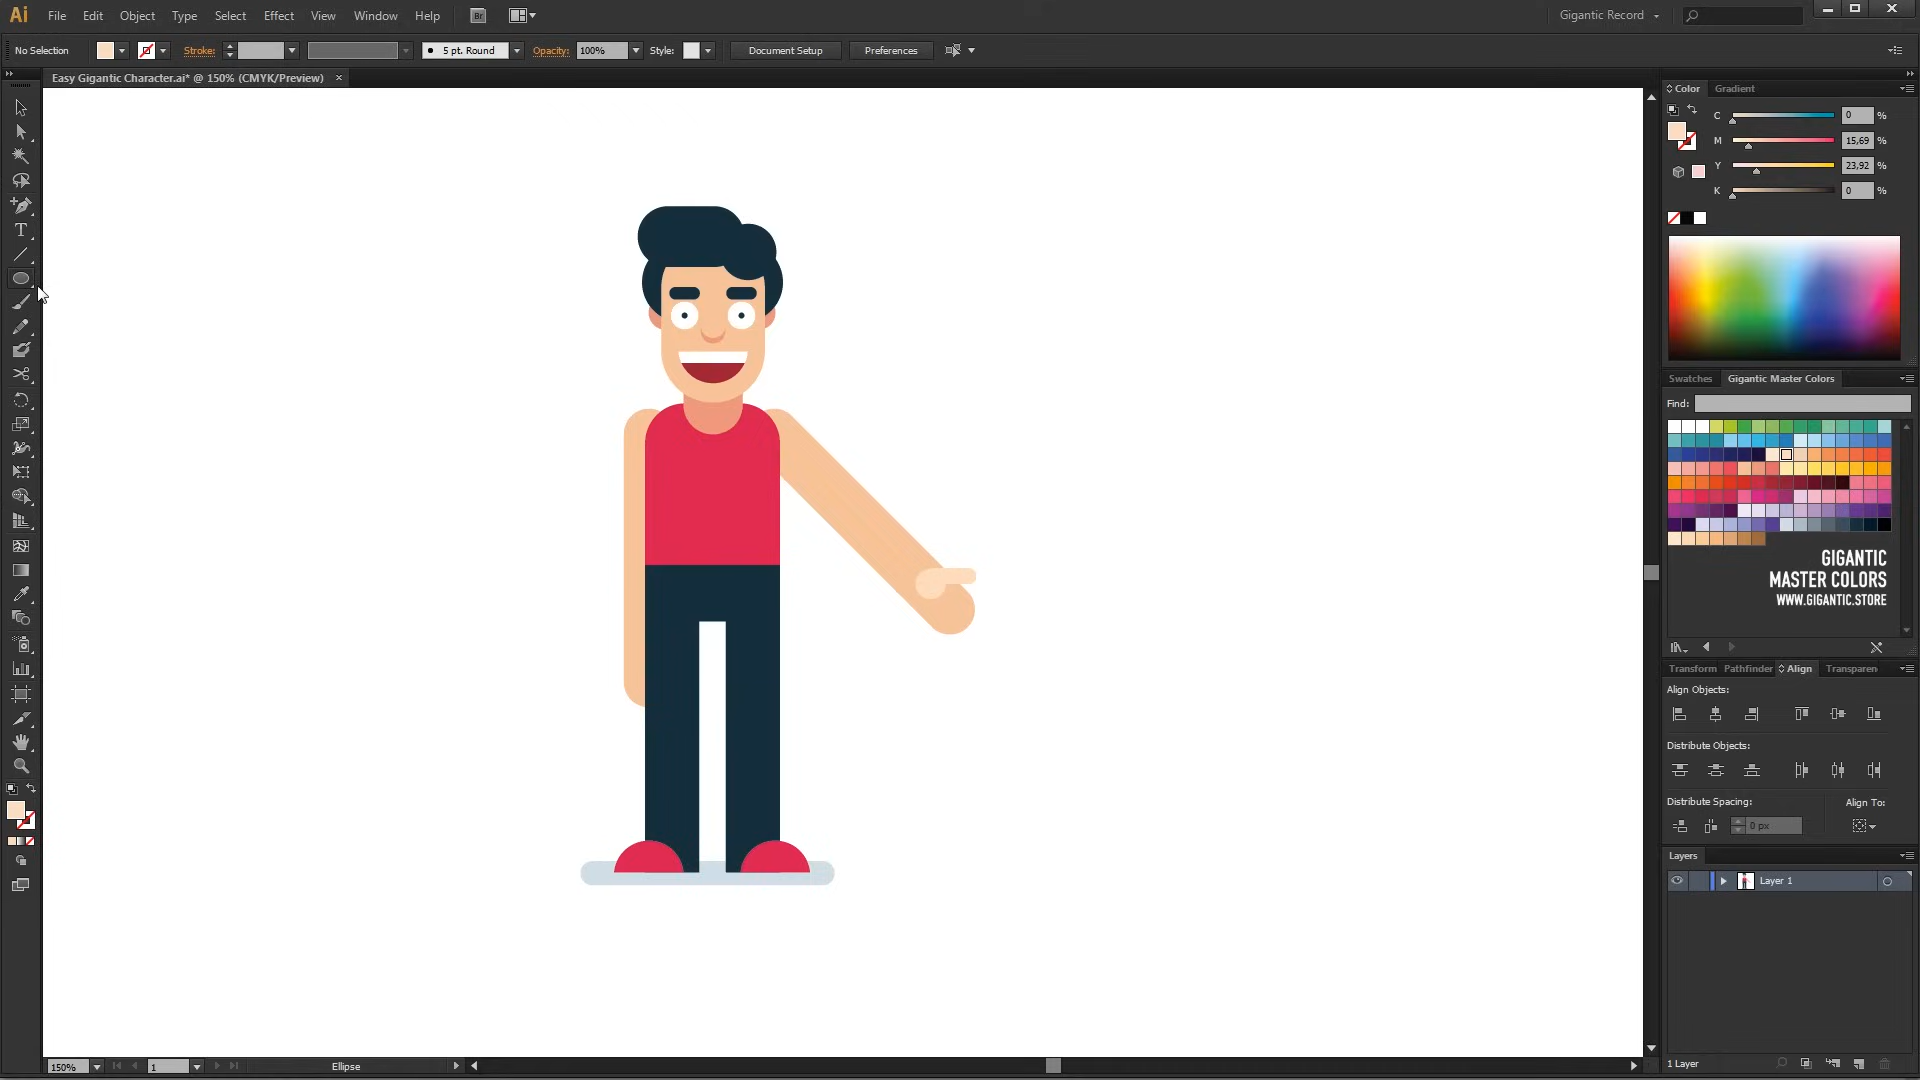 Ai File Edit Object Type Select Effect View Window Help Br Gigantic Record
No Selection Stroke: 5 pt. Round Opacity: 100% Style: Document Setup Preferences
Easy Gigantic Character.ai* @ 150% (CMYK/Preview) ×
Color Gradient
C 0 %
M 15,69 %
Y 23,92 %
K 0 %
Swatches Gigantic Master Colors
Find:
GIGANTIC
MASTER COLORS
WWW.GIGANTIC.STORE
Transform Pathfinder Align Transparen
Align Objects:
Distribute Objects:
Distribute Spacing: Align To:
0 px
Layers
Layer 1
1 Layer
150% 1 Ellipse